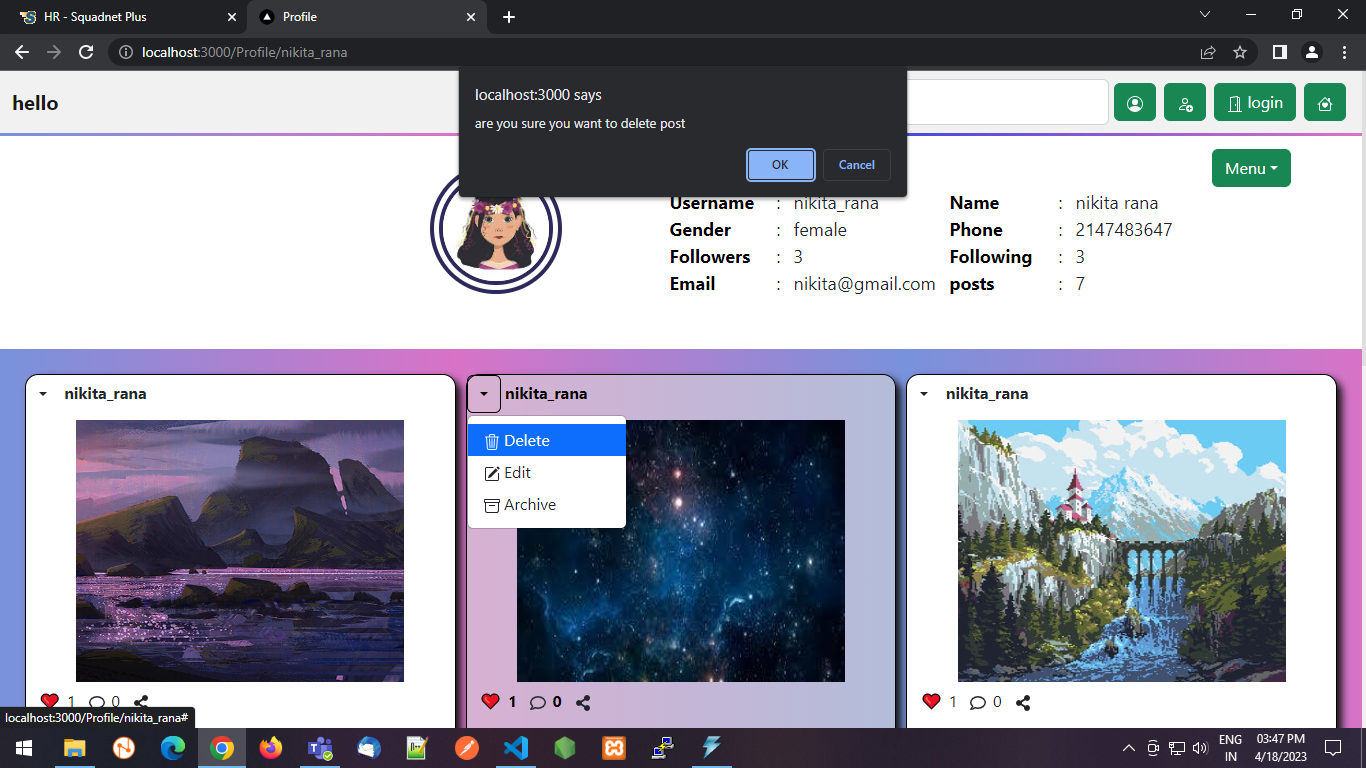 HR - Squadnet Plus
Profile
localhost:3000/Profile/nikita_rana
hello
login
localhost:3000 says
are you sure you want to delete post
OK
Cancel
Menu
Username : nikita_rana Name : nikita rana
Gender : female Phone : 2147483647
Followers : 3 Following : 3
Email : nikita@gmail.com posts : 7
nikita_rana
nikita_rana
nikita_rana
Delete
Edit
Archive
1 0
1 0
1 0
localhost:3000/Profile/nikita_rana#
ENG
IN
03:47 PM
4/18/2023